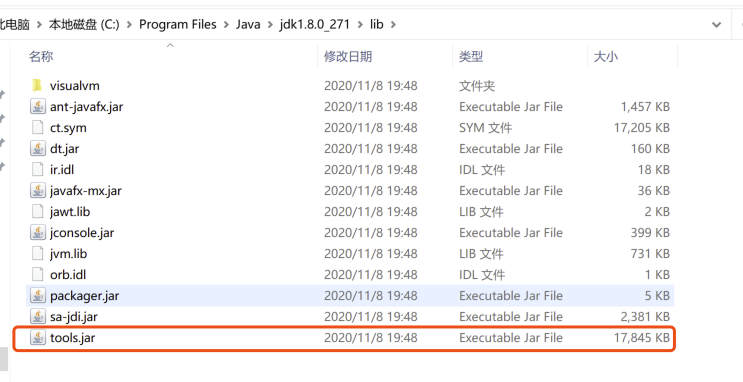 北电脑 > 本地磁盘 (C:) > Program Files > Java > jdk1.8.0_271 > lib >
名称 修改日期 类型 大小
visualvm 2020/11/8 19:48 文件夹
ant-javafx.jar 2020/11/8 19:48 Executable Jar File 1,457 KB
ct.sym 2020/11/8 19:48 SYM 文件 17,205 KB
dt.jar 2020/11/8 19:48 Executable Jar File 160 KB
ir.idl 2020/11/8 19:48 IDL 文件 18 KB
javafx-mx.jar 2020/11/8 19:48 Executable Jar File 36 KB
jawt.lib 2020/11/8 19:48 LIB 文件 2 KB
jconsole.jar 2020/11/8 19:48 Executable Jar File 399 KB
jvm.lib 2020/11/8 19:48 LIB 文件 731 KB
orb.idl 2020/11/8 19:48 IDL 文件 1 KB
packager.jar 2020/11/8 19:48 Executable Jar File 5 KB
sa-jdi.jar 2020/11/8 19:48 Executable Jar File 2,381 KB
tools.jar 2020/11/8 19:48 Executable Jar File 17,845 KB